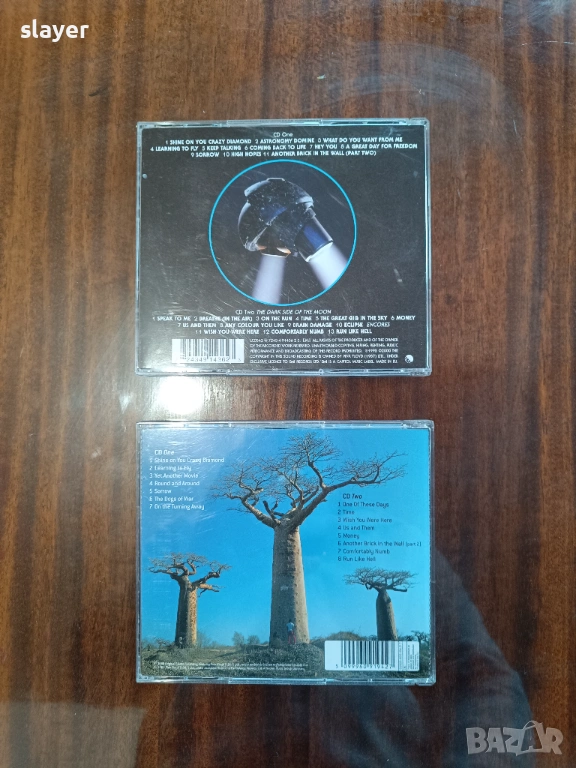 slayer
CD One
1 SHINE ON YOU CRAZY DIAMOND 2 ASTRONOMY DOMINE 3 WHAT DO YOU WANT FROM ME
4 LEARNING TO FLY 5 KEEP TALKING 6 COMING BACK TO LIFE 7 HEY YOU 8 A GREAT DAY FOR FREEDOM
9 SORROW 10 HIGH HOPES 11 ANOTHER BRICK IN THE WALL (PART TWO)
CD Two THE DARK SIDE OF THE MOON
1 SPEAK TO ME 2 BREATHE (IN THE AIR) 3 ON THE RUN 4 TIME 5 THE GREAT GIG IN THE SKY 6 MONEY
7 US AND THEM 8 ANY COLOUR YOU LIKE 9 BRAIN DAMAGE 10 ECLIPSE ENCORES
11 WISH YOU WERE HERE 12 COMFORTABLY NUMB 13 RUN LIKE HELL
CD One
1 Shine on You Crazy Diamond
2 Learning to Fly
3 Yet Another Movie
4 Round and Around
5 Sorrow
6 The Dogs of War
7 On the Turning Away
CD Two
1 One Of These Days
2 Time
3 Wish You Were Here
4 Us and Them
5 Money
6 Another Brick in the Wall (part 2)
7 Comfortably Numb
8 Run Like Hell
BAZAR